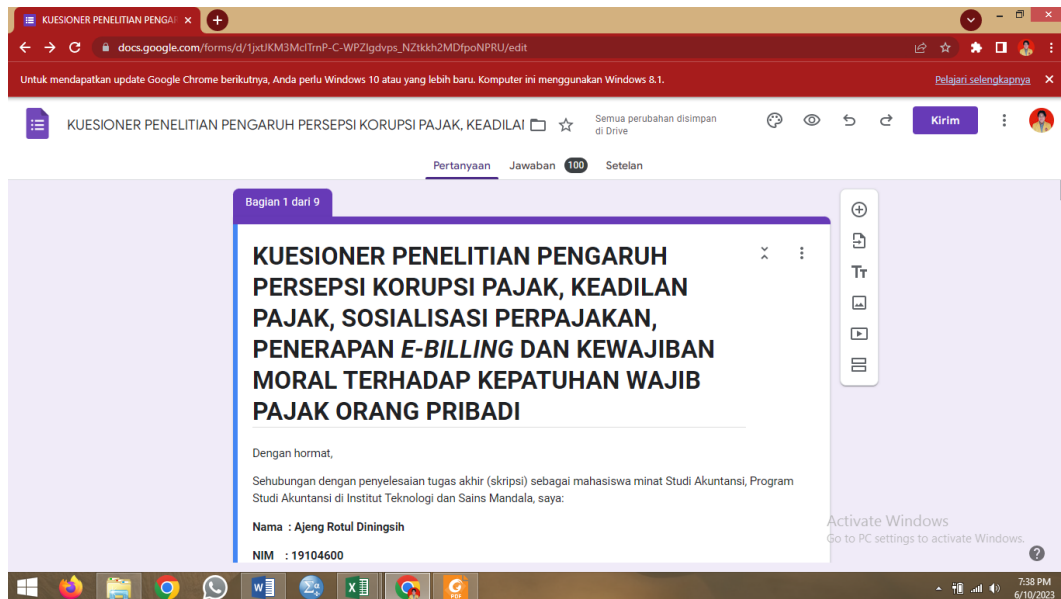 KUESIONER PENELITIAN PENGAR
docs.google.com/forms/d/1jxtJKM3McITrnP-C-WPZIgdvps_NZtkkh2MDfpoNPRU/edit
Untuk mendapatkan update Google Chrome berikutnya, Anda perlu Windows 10 atau yang lebih baru. Komputer ini menggunakan Windows 8.1. Pelajari selengkapnya
KUESIONER PENELITIAN PENGARUH PERSEPSI KORUPSI PAJAK, KEADILAN
Semua perubahan disimpan
di Drive
Kirim
Pertanyaan Jawaban 100 Setelan
Bagian 1 dari 9
KUESIONER PENELITIAN PENGARUH
PERSEPSI KORUPSI PAJAK, KEADILAN
PAJAK, SOSIALISASI PERPAJAKAN,
PENERAPAN E-BILLING DAN KEWAJIBAN
MORAL TERHADAP KEPATUHAN WAJIB
PAJAK ORANG PRIBADI
Tт
Dengan hormat,
Sehubungan dengan penyelesaian tugas akhir (skripsi) sebagai mahasiswa minat Studi Akuntansi, Program
Studi Akuntansi di Institut Teknologi dan Sains Mandala, saya:
Nama : Ajeng Rotul Diningsih
NIM : 19104600
Activate Windows
Go to PC settings to activate Windows.
7:38 PM
6/10/2023